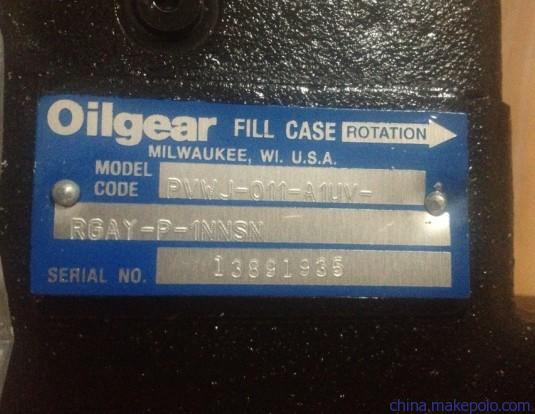 Oilgear FILL CASE ROTATION
MILWAUKEE, WI. U.S.A.
MODEL CODE PVWJ-011-A1UV-
RGAY-P-1NNSN
SERIAL NO. 13891935
china.makepolo.com